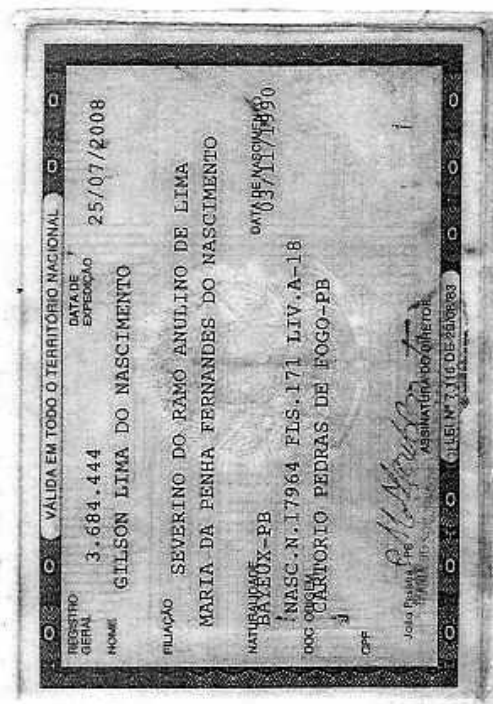 VÁLIDA EM TODO O TERRITÓRIO NACIONAL
REGISTRO GERAL 3.684.444 DATA DE EXPEDIÇÃO 25/07/2008
NOME GILSON LIMA DO NASCIMENTO
FILIAÇÃO SEVERINO DO RAMO ANULINO DE LIMA
MARIA DA PENHA FERNANDES DO NASCIMENTO
NATURALIDADE DATA DE NASCIMENTO
BAYEUX-PB 03/11/1990
DOC ORIGEM NASC.N.17964 FLS.171 LIV.A-18
CARTORIO PEDRAS DE FOGO-PB
CPF
João Pessoa
ASSINATURA DO DIRETOR
LEI Nº 7.116 DE 29/08/83